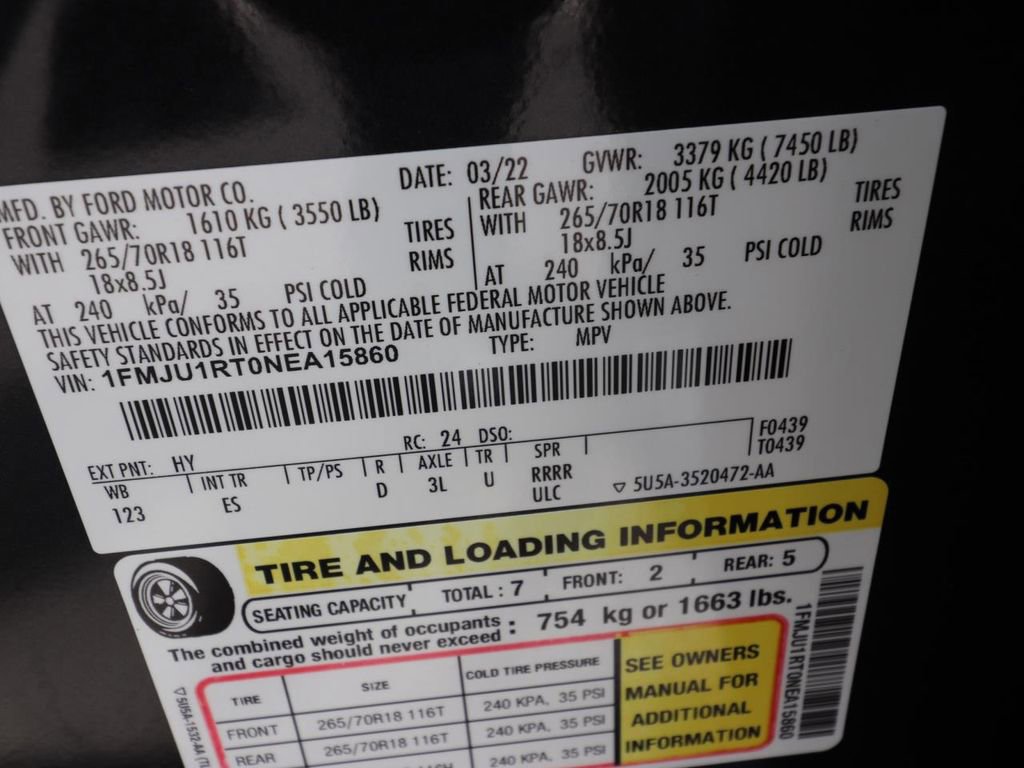 MFD. BY FORD MOTOR CO. DATE: 03/22 GVWR: 3379 KG ( 7450 LB)
FRONT GAWR: 1610 KG ( 3550 LB) REAR GAWR: 2005 KG ( 4420 LB)
WITH 265/70R18 116T TIRES WITH 265/70R18 116T TIRES
18x8.5J RIMS 18x8.5J RIMS
AT 240 kPa/ 35 PSI COLD AT 240 kPa/ 35 PSI COLD
THIS VEHICLE CONFORMS TO ALL APPLICABLE FEDERAL MOTOR VEHICLE
SAFETY STANDARDS IN EFFECT ON THE DATE OF MANUFACTURE SHOWN ABOVE.
VIN: 1FMJU1RT0NEA15860 TYPE: MPV
EXT PNT: HY RC: 24 DSO: F0439
WB INT TR TP/PS R AXLE TR SPR T0439
123 ES D 3L U RRRR
ULC ▽ 5U5A-3520472-AA
TIRE AND LOADING INFORMATION
SEATING CAPACITY TOTAL : 7 FRONT: 2 REAR: 5
The combined weight of occupants : 754 kg or 1663 lbs.
and cargo should never exceed
TIRE SIZE COLD TIRE PRESSURE
FRONT 265/70R18 116T 240 KPA, 35 PSI
REAR 265/70R18 116T 240 KPA, 35 PSI
240 KPA, 35 PSI
SEE OWNERS
MANUAL FOR
ADDITIONAL
INFORMATION
1FMJU1RT0NEA15860
▽5U5A-1532-AA